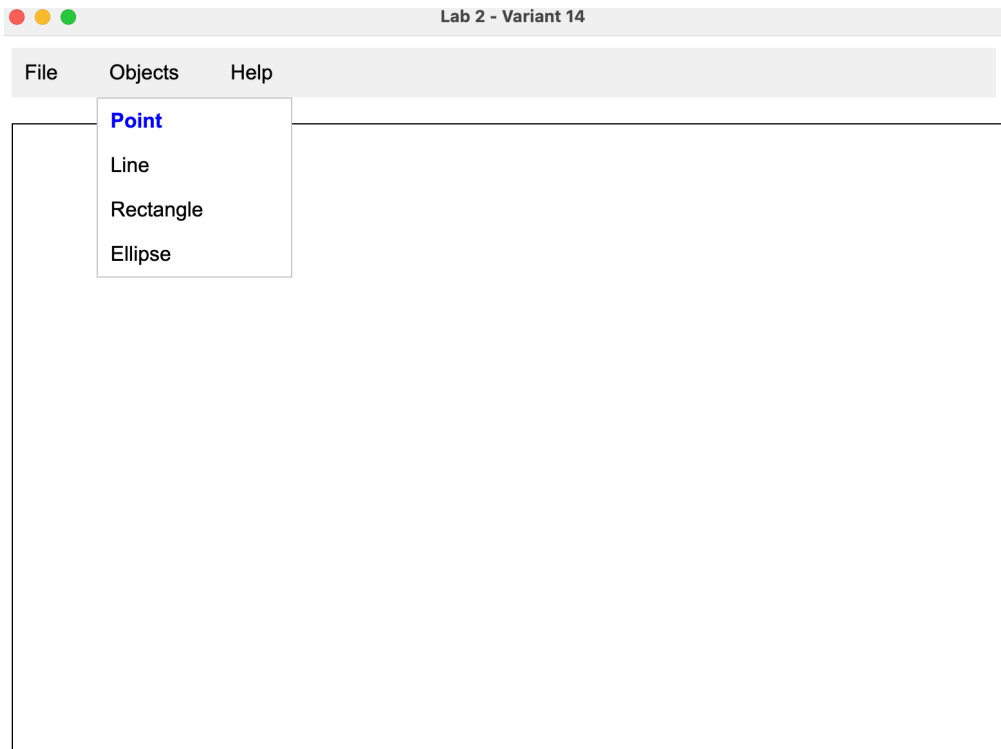 Lab 2 - Variant 14
File Objects Help
Point
Line
Rectangle
Ellipse